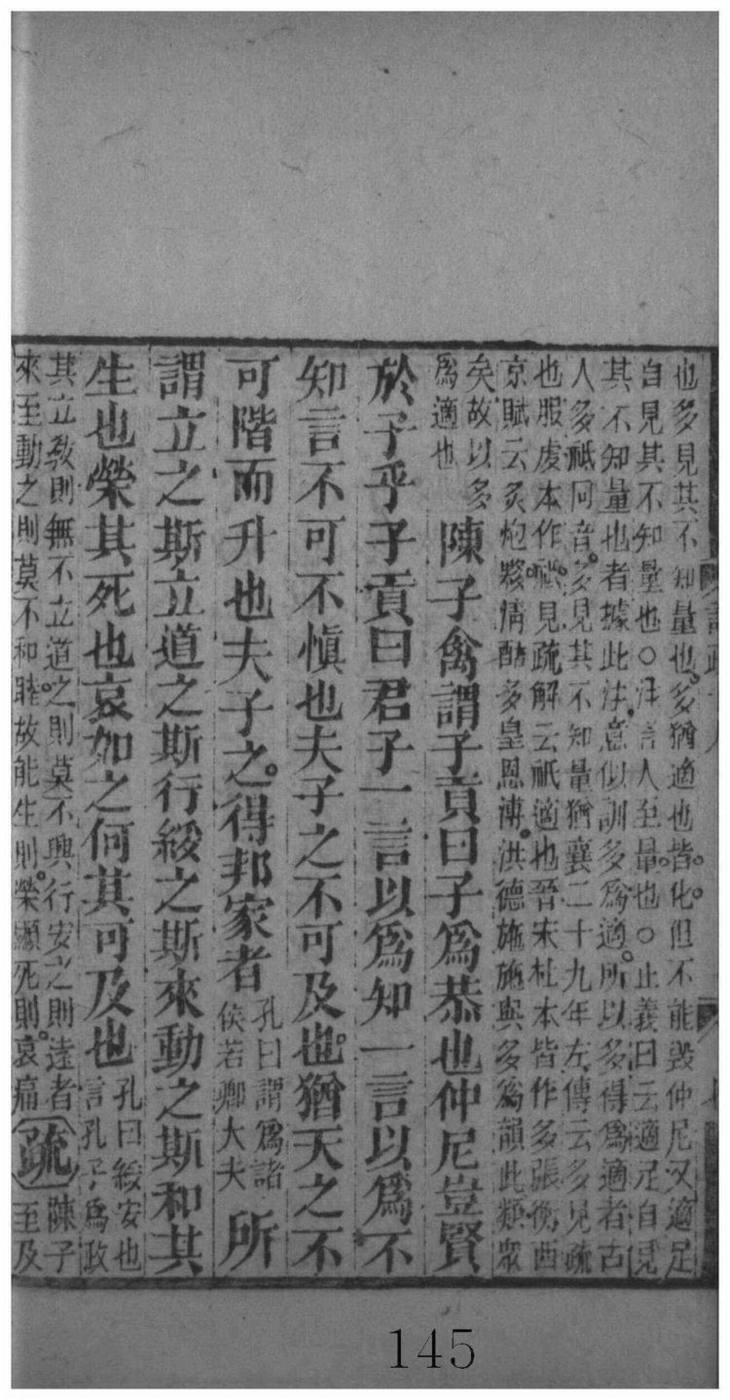 也多見其不知量也多猶適也皆化但不能毀仲尼又適足
自見其不知量也○注言人至量也○正義曰云適足自見
其不知量也者據此注意似訓多爲適所以多得爲適者古
人多祇同音多見其不知量猶襄二十九年左傳云多見疏
也服虔本作祇見疏解云祇適也晉宋杜本皆作多張衡西
京賦云炙炮夥清酤多皇恩溥洪德施施與多爲韻此類衆
矣故以多
爲適也
陳子禽謂子貢曰子爲恭也仲尼豈賢
於子乎子貢曰君子一言以爲知一言以爲不
知言不可不愼也夫子之不可及也猶天之不
可階而升也夫子之得邦家者
孔曰謂爲諸
侯若卿大夫
所
謂立之斯立道之斯行綏之斯來動之斯和其
生也榮其死也哀如之何其可及也
孔曰綏安也
言孔子爲政
其立敎則無不立道之則莫不興行安之則遠者
來至動之則莫不和睦故能生則榮顯死則哀痛
疏
陳子
至及
145